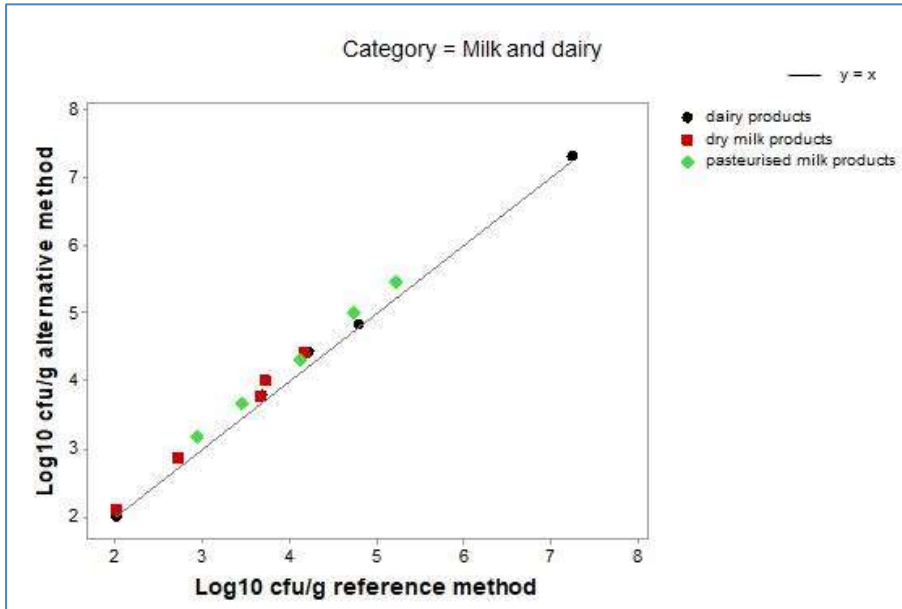 Category = Milk and dairy
y = x
dairy products
dry milk products
pasteurised milk products
Log10 cfu/g alternative method
8
7
6
5
4
3
2
2 3 4 5 6 7 8
Log10 cfu/g reference method